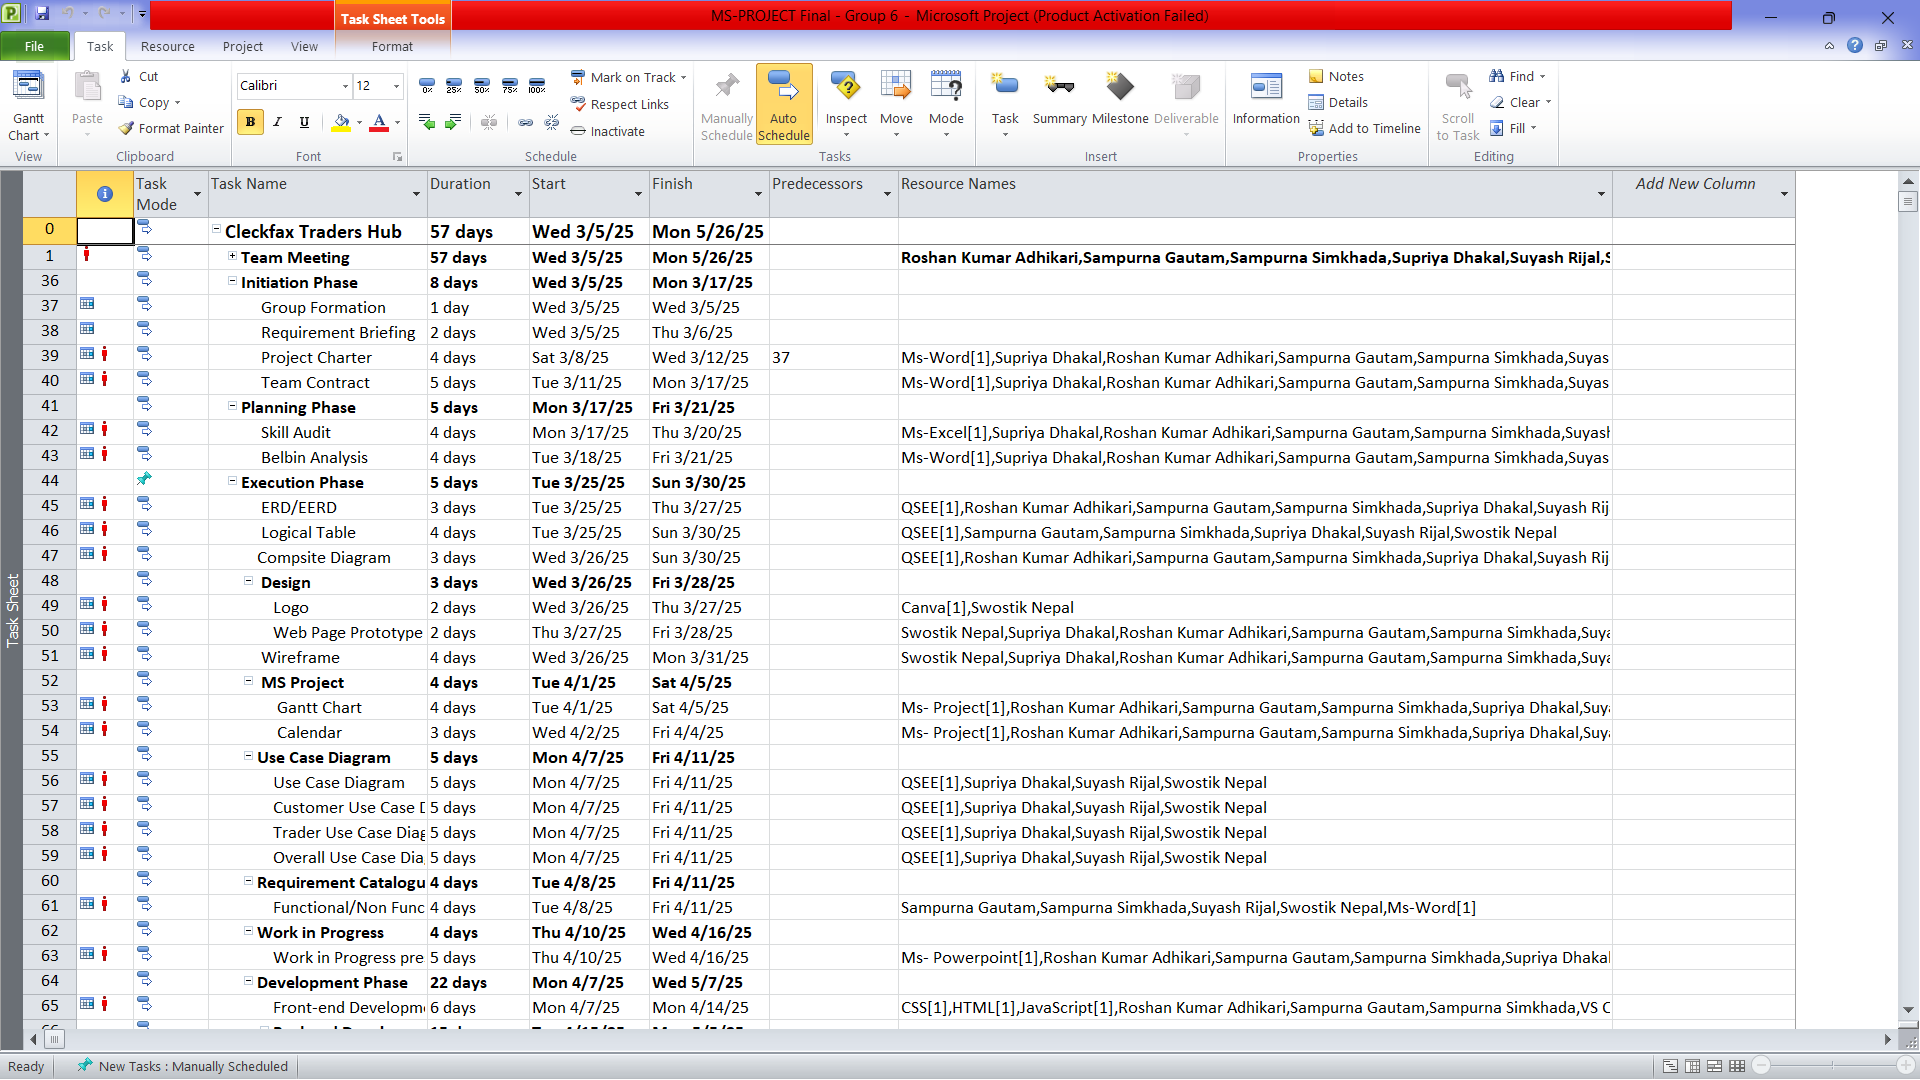 MS-PROJECT Final - Group 6 - Microsoft Project (Product Activation Failed)
Task Sheet Tools
File Task Resource Project View Format
Gantt Chart
View
Paste
Cut
Copy
Format Painter
Clipboard
Calibri 12
B I U A
Font
0% 25% 50% 75% 100%
Mark on Track
Respect Links
Inactivate
Schedule
Manually Schedule
Auto Schedule
Inspect Move Mode
Tasks
Task Summary Milestone Deliverable
Insert
Information
Notes
Details
Add to Timeline
Properties
Scroll to Task
Find
Clear
Fill
Editing
Task Mode Task Name Duration Start Finish Predecessors Resource Names Add New Column
0 Cleckfax Traders Hub 57 days Wed 3/5/25 Mon 5/26/25
1 Team Meeting 57 days Wed 3/5/25 Mon 5/26/25 Roshan Kumar Adhikari,Sampurna Gautam,Sampurna Simkhada,Supriya Dhakal,Suyash Rijal,S
36 Initiation Phase 8 days Wed 3/5/25 Mon 3/17/25
37 Group Formation 1 day Wed 3/5/25 Wed 3/5/25
38 Requirement Briefing 2 days Wed 3/5/25 Thu 3/6/25
39 Project Charter 4 days Sat 3/8/25 Wed 3/12/25 37 Ms-Word[1],Supriya Dhakal,Roshan Kumar Adhikari,Sampurna Gautam,Sampurna Simkhada,Suyas
40 Team Contract 5 days Tue 3/11/25 Mon 3/17/25 Ms-Word[1],Supriya Dhakal,Roshan Kumar Adhikari,Sampurna Gautam,Sampurna Simkhada,Suyas
41 Planning Phase 5 days Mon 3/17/25 Fri 3/21/25
42 Skill Audit 4 days Mon 3/17/25 Thu 3/20/25 Ms-Excel[1],Supriya Dhakal,Roshan Kumar Adhikari,Sampurna Gautam,Sampurna Simkhada,Suyash
43 Belbin Analysis 4 days Tue 3/18/25 Fri 3/21/25 Ms-Word[1],Supriya Dhakal,Roshan Kumar Adhikari,Sampurna Gautam,Sampurna Simkhada,Suyas
44 Execution Phase 5 days Tue 3/25/25 Sun 3/30/25
45 ERD/EERD 3 days Tue 3/25/25 Thu 3/27/25 QSEE[1],Roshan Kumar Adhikari,Sampurna Gautam,Sampurna Simkhada,Supriya Dhakal,Suyash Rij
46 Logical Table 4 days Tue 3/25/25 Sun 3/30/25 QSEE[1],Sampurna Gautam,Sampurna Simkhada,Supriya Dhakal,Suyash Rijal,Swostik Nepal
47 Compsite Diagram 3 days Wed 3/26/25 Sun 3/30/25 QSEE[1],Roshan Kumar Adhikari,Sampurna Gautam,Sampurna Simkhada,Supriya Dhakal,Suyash Rij
48 Design 3 days Wed 3/26/25 Fri 3/28/25
49 Logo 2 days Wed 3/26/25 Thu 3/27/25 Canva[1],Swostik Nepal
50 Web Page Prototype 2 days Thu 3/27/25 Fri 3/28/25 Swostik Nepal,Supriya Dhakal,Roshan Kumar Adhikari,Sampurna Gautam,Sampurna Simkhada,Suya
51 Wireframe 4 days Wed 3/26/25 Mon 3/31/25 Swostik Nepal,Supriya Dhakal,Roshan Kumar Adhikari,Sampurna Gautam,Sampurna Simkhada,Suya
52 MS Project 4 days Tue 4/1/25 Sat 4/5/25
53 Gantt Chart 4 days Tue 4/1/25 Sat 4/5/25 Ms- Project[1],Roshan Kumar Adhikari,Sampurna Gautam,Sampurna Simkhada,Supriya Dhakal,Suya
54 Calendar 3 days Wed 4/2/25 Fri 4/4/25 Ms- Project[1],Roshan Kumar Adhikari,Sampurna Gautam,Sampurna Simkhada,Supriya Dhakal,Suya
55 Use Case Diagram 5 days Mon 4/7/25 Fri 4/11/25
56 Use Case Diagram 5 days Mon 4/7/25 Fri 4/11/25 QSEE[1],Supriya Dhakal,Suyash Rijal,Swostik Nepal
57 Customer Use Case D 5 days Mon 4/7/25 Fri 4/11/25 QSEE[1],Supriya Dhakal,Suyash Rijal,Swostik Nepal
58 Trader Use Case Diag 5 days Mon 4/7/25 Fri 4/11/25 QSEE[1],Supriya Dhakal,Suyash Rijal,Swostik Nepal
59 Overall Use Case Dia 5 days Mon 4/7/25 Fri 4/11/25 QSEE[1],Supriya Dhakal,Suyash Rijal,Swostik Nepal
60 Requirement Catalogu 4 days Tue 4/8/25 Fri 4/11/25
61 Functional/Non Func 4 days Tue 4/8/25 Fri 4/11/25 Sampurna Gautam,Sampurna Simkhada,Suyash Rijal,Swostik Nepal,Ms-Word[1]
62 Work in Progress 4 days Thu 4/10/25 Wed 4/16/25
63 Work in Progress pre 5 days Thu 4/10/25 Wed 4/16/25 Ms- Powerpoint[1],Roshan Kumar Adhikari,Sampurna Gautam,Sampurna Simkhada,Supriya Dhakal
64 Development Phase 22 days Mon 4/7/25 Wed 5/7/25
65 Front-end Developm 6 days Mon 4/7/25 Mon 4/14/25 CSS[1],HTML[1],JavaScript[1],Roshan Kumar Adhikari,Sampurna Gautam,Sampurna Simkhada,VS C
Task Sheet
Ready New Tasks : Manually Scheduled